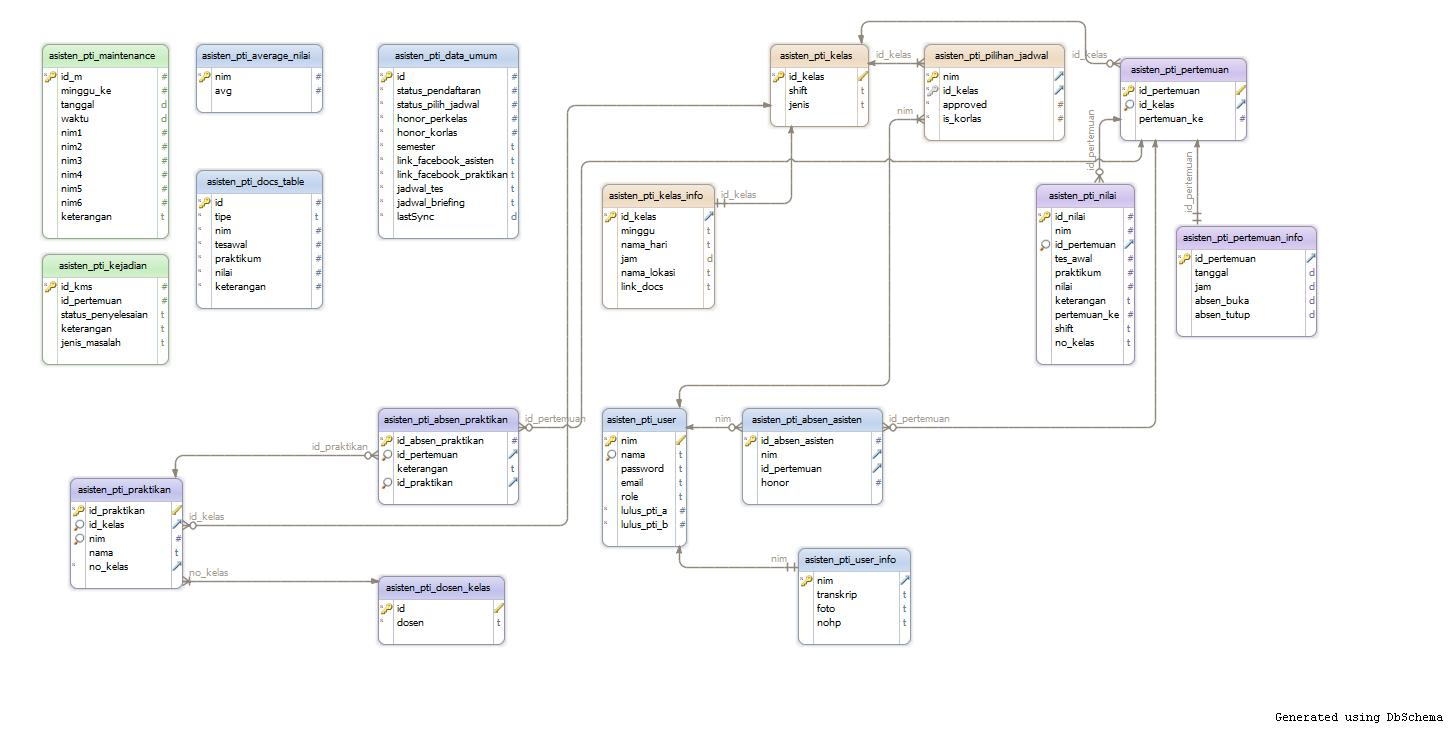 asisten_pti_maintenance
id_m #
minggu_ke #
tanggal d
waktu d
nim1 #
nim2 #
nim3 #
nim4 #
nim5 #
nim6 #
keterangan t
asisten_pti_kejadian
id_kms #
id_pertemuan #
status_penyelesaian t
keterangan t
jenis_masalah t
asisten_pti_average_nilai
nim #
avg #
asisten_pti_docs_table
id #
* tipe t
* nim #
* tesawal #
* praktikum #
* nilai #
* keterangan #
asisten_pti_data_umum
id #
* status_pendaftaran #
* status_pilih_jadwal #
* honor_perkelas #
* honor_korlas #
* semester t
* link_facebook_asisten t
* link_facebook_praktikan t
* jadwal_tes t
* jadwal_briefing t
* lastSync d
asisten_pti_kelas
id_kelas
shift t
jenis t
id_kelas
asisten_pti_pilihan_jadwal
nim
id_kelas
* approved #
* is_korlas #
nim
id_kelas
asisten_pti_pertemuan
id_pertemuan
id_kelas
pertemuan_ke #
id_pertemuan
id_pertemuan
asisten_pti_kelas_info
id_kelas
minggu t
nama_hari t
jam d
nama_lokasi t
link_docs t
id_kelas
asisten_pti_nilai
id_nilai #
nim #
id_pertemuan
tes_awal #
praktikum #
nilai #
keterangan t
pertemuan_ke #
shift t
no_kelas t
asisten_pti_pertemuan_info
id_pertemuan
tanggal d
jam d
absen_buka d
absen_tutup d
asisten_pti_absen_praktikan
id_absen_praktikan #
id_pertemuan
keterangan t
id_praktikan
id_pertemuan
id_praktikan
asisten_pti_user
nim
nama t
password t
email t
role t
* lulus_pti_a #
* lulus_pti_b #
nim
asisten_pti_absen_asisten
id_absen_asisten #
nim
id_pertemuan
honor #
id_pertemuan
asisten_pti_praktikan
id_praktikan
id_kelas
nim #
nama t
* no_kelas
id_kelas
no_kelas
asisten_pti_dosen_kelas
id
* dosen t
nim
asisten_pti_user_info
nim
transkrip t
foto t
nohp t
Generated using DbSchema